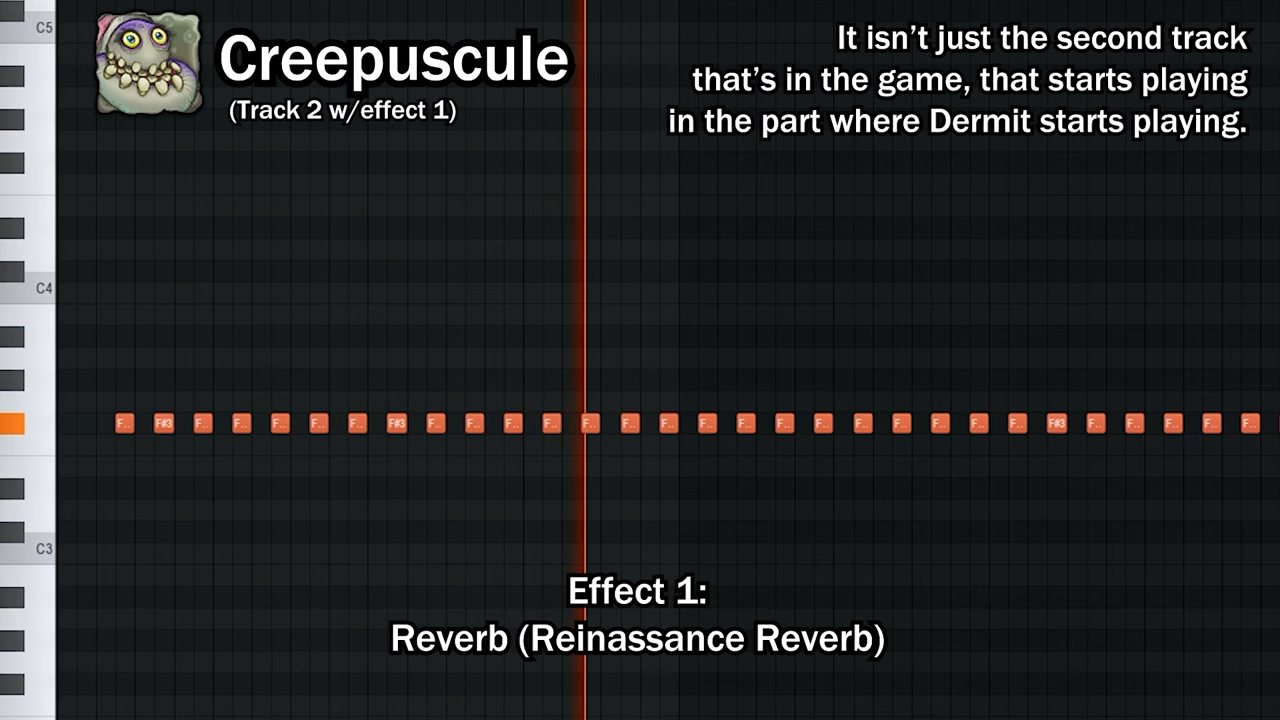 C5
Creepuscule
(Track 2 w/effect 1)
It isn’t just the second track
that’s in the game, that starts playing
in the part where Dermit starts playing.
C4
F.. F#3 F.. F.. F.. F.. F.. F#3 F.. F.. F.. F.. F.. F.. F.. F.. F.. F.. F.. F.. F.. F.. F.. F.. F#3 F.. F.. F.. F.. F..
C3
Effect 1:
Reverb (Reinassance Reverb)